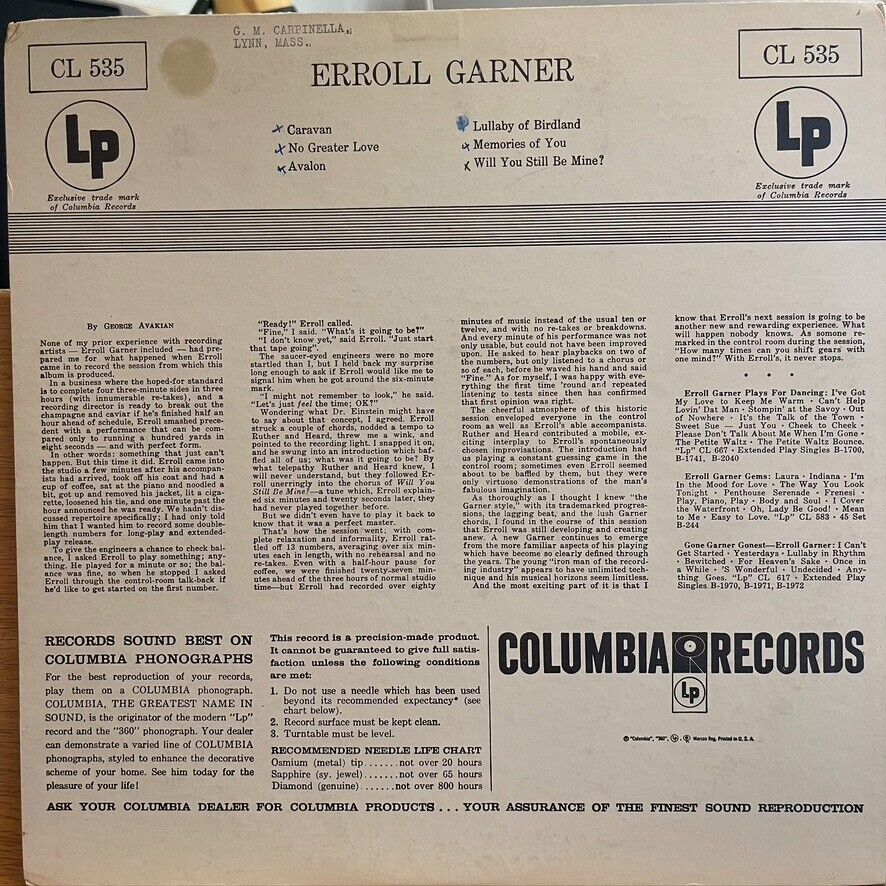 G. M. CARPINELLA,
LYNN, MASS..
CL 535
CL 535
ERROLL GARNER
Lp
Exclusive trade mark
of Columbia Records
Caravan
No Greater Love
Avalon
Lullaby of Birdland
Memories of You
Will You Still Be Mine?
Lp
Exclusive trade mark
of Columbia Records
By GEORGE AVAKIAN
None of my prior experience with recording
artists — Erroll Garner included — had pre-
pared me for what happened when Erroll
came in to record the session from which this
album is produced.
In a business where the hoped-for standard
is to complete four three-minute sides in three
hours (with innumerable re-takes), and a
recording director is ready to break out the
champagne and caviar if he's finished half an
hour ahead of schedule, Erroll smashed prece-
dent with a performance that can be com-
pared only to running a hundred yards in
eight seconds — and with perfect form.
In other words: something that just can't
happen. But this time it did. Erroll came into
the studio a few minutes after his accompan-
ists had arrived, took off his coat and had a
cup of coffee, sat at the piano and noodled a
bit, got up and removed his jacket, lit a ciga-
rette, loosened his tie, and one minute past the
hour announced he was ready. We hadn't dis-
cussed repertoire specifically; I had only told
him that I wanted him to record some double-
length numbers for long-play and extended-
play release.
To give the engineers a chance to check bal-
ance, I asked Erroll to play something; any-
thing. He played for a minute or so; the bal-
ance was fine, so when he stopped I asked
Erroll through the control-room talk-back if
he'd like to get started on the first number.
"Ready!" Erroll called.
"Fine," I said. "What's it going to be?"
"I don't know yet," said Erroll. "Just start
that tape going".
The saucer-eyed engineers were no more
startled than I, but I held back my surprise
long enough to ask if Erroll would like me to
signal him when he got around the six-minute
mark.
"I might not remember to look," he said.
"Let's just feel the time; OK?"
Wondering what Dr. Einstein might have
to say about that concept, I agreed. Erroll
struck a couple of chords, nodded a tempo to
Ruther and Heard, threw me a wink, and
pointed to the recording light. I snapped it on,
and he swung into an introduction which baf-
fled all of us; what was it going to be? By
what telepathy Ruther and Heard knew, I
will never understand, but they followed Er-
roll unerringly into the chorus of Will You
Still Be Mine?—a tune which, Erroll explain-
ed six minutes and twenty seconds later, they
had never played together before.
But we didn't even have to play it back to
know that it was a perfect master.
That's how the session went; with com-
plete relaxation and informality, Erroll rat-
tled off 13 numbers, averaging over six min-
utes each in length, with no rehearsal and no
re-takes. Even with a half-hour pause for
coffee, we were finished twenty-seven min-
utes ahead of the three hours of normal studio
time—but Erroll had recorded over eighty
minutes of music instead of the usual ten or
twelve, and with no re-takes or breakdowns.
And every minute of his performance was not
only usable, but could not have been improved
upon. He asked to hear playbacks on two of
the numbers, but only listened to a chorus or
so of each, before he waved his hand and said
"Fine." As for myself, I was happy with eve-
rything the first time 'round and repeated
listening to tests since then has confirmed
that first opinion was right.
The cheerful atmosphere of this historic
session enveloped everyone in the control
room as well as Erroll's able accompanists.
Ruther and Heard contributed a mobile, ex-
citing interplay to Erroll's spontaneously
chosen improvisations. The introduction had
us playing a constant guessing game in the
control room; sometimes even Erroll seemed
about to be baffled by them, but they were
only virtuoso demonstrations of the man's
fabulous imagination.
As thoroughly as I thought I knew "the
Garner style", with its trademarked progres-
sions, the lagging beat, and the lush Garner
chords, I found in the course of this session
that Erroll was still developing and creating
anew. A new Garner continues to emerge
from the more familiar aspects of his playing
which have become so clearly defined through
the years. The young "iron man of the record-
ing industry" appears to have unlimited tech-
nique and his musical horizons seem limitless.
And the most exciting part of it is that I
know that Erroll's next session is going to be
another new and rewarding experience. What
will happen nobody knows. As somone re-
marked in the control room during the session,
"How many times can you shift gears with
one mind?" With Erroll's, it never stops.
• • •
Erroll Garner Plays For Dancing: I've Got
My Love to Keep Me Warm · Can't Help
Lovin' Dat Man · Stompin' at the Savoy · Out
of Nowhere · It's the Talk of the Town ·
Sweet Sue — Just You · Cheek to Cheek ·
Please Don't Talk About Me When I'm Gone ·
The Petite Waltz · The Petite Waltz Bounce.
"Lp" CL 667 · Extended Play Singles B-1700,
B-1741, B-2040
Erroll Garner Gems: Laura · Indiana · I'm
in the Mood for Love · The Way You Look
Tonight · Penthouse Serenade · Frenesi ·
Play, Piano, Play · Body and Soul · I Cover
the Waterfront · Oh, Lady Be Good! · Mean
to Me · Easy to Love. "Lp" CL 583 · 45 Set
B-244
Gone Garner Gonest—Erroll Garner: I Can't
Get Started · Yesterdays · Lullaby in Rhythm
· Bewitched · For Heaven's Sake · Once in
a While · 'S Wonderful · Undecided · Any-
thing Goes. "Lp" CL 617 · Extended Play
Singles B-1970, B-1971, B-1972
RECORDS SOUND BEST ON
COLUMBIA PHONOGRAPHS
For the best reproduction of your records,
play them on a COLUMBIA phonograph.
COLUMBIA, THE GREATEST NAME IN
SOUND, is the originator of the modern "Lp"
record and the "360" phonograph. Your dealer
can demonstrate a varied line of COLUMBIA
phonographs, styled to enhance the decorative
scheme of your home. See him today for the
pleasure of your life!
This record is a precision-made product.
It cannot be guaranteed to give full satis-
faction unless the following conditions
are met:
1. Do not use a needle which has been used
beyond its recommended expectancy* (see
chart below).
2. Record surface must be kept clean.
3. Turntable must be level.
RECOMMENDED NEEDLE LIFE CHART
Osmium (metal) tip.......not over 20 hours
Sapphire (sy. jewel).......not over 65 hours
Diamond (genuine)......not over 800 hours
COLUMBIA RECORDS
Lp
® "Columbia", "360", Lp, Marcas Reg. Printed in U. S. A.
ASK YOUR COLUMBIA DEALER FOR COLUMBIA PRODUCTS ... YOUR ASSURANCE OF THE FINEST SOUND REPRODUCTION